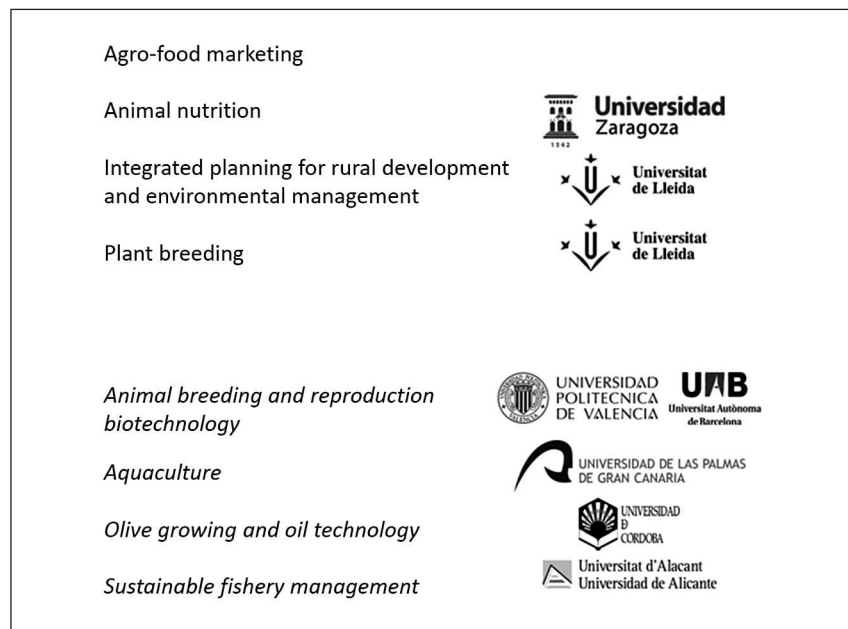 Agro-food marketing
Animal nutrition
Universidad
Zaragoza
1542
Integrated planning for rural development
and environmental management
Universitat
de Lleida
Plant breeding
Universitat
de Lleida
Animal breeding and reproduction
biotechnology
UNIVERSIDAD
POLITECNICA
DE VALENCIA
UAB
Universitat Autònoma
de Barcelona
Aquaculture
UNIVERSIDAD DE LAS PALMAS
DE GRAN CANARIA
Olive growing and oil technology
UNIVERSIDAD
Ð
CÓRDOBA
Sustainable fishery management
Universitat d'Alacant
Universidad de Alicante